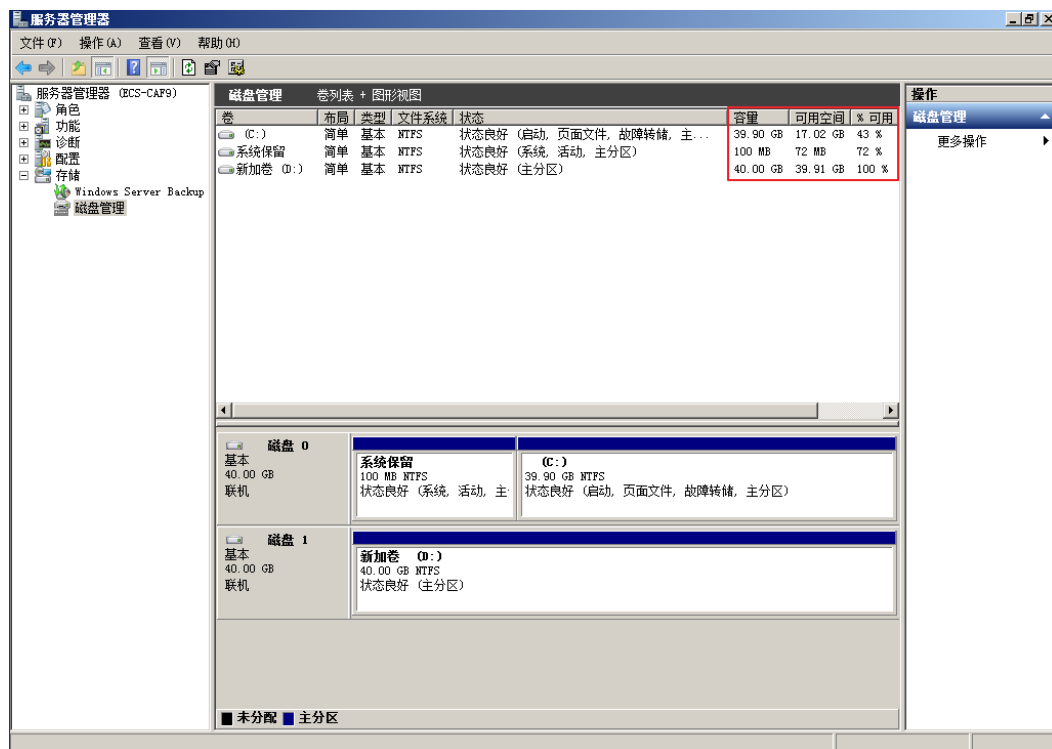 服务器管理器
文件(F) 操作(A) 查看(V) 帮助(H)
服务器管理器 (ECS-CAF9)
角色
功能
诊断
配置
存储
Windows Server Backup
磁盘管理
磁盘管理 卷列表 + 图形视图
卷 布局 类型 文件系统 状态 容量 可用空间 % 可用
(C:) 简单 基本 NTFS 状态良好 (启动, 页面文件, 故障转储, 主... 39.90 GB 17.02 GB 43 %
系统保留 简单 基本 NTFS 状态良好 (系统, 活动, 主分区) 100 MB 72 MB 72 %
新加卷 (D:) 简单 基本 NTFS 状态良好 (主分区) 40.00 GB 39.91 GB 100 %
磁盘 0
基本
40.00 GB
联机
系统保留
100 MB NTFS
状态良好 (系统, 活动, 主
(C:)
39.90 GB NTFS
状态良好 (启动, 页面文件, 故障转储, 主分区)
磁盘 1
基本
40.00 GB
联机
新加卷 (D:)
40.00 GB NTFS
状态良好 (主分区)
未分配 主分区
操作
磁盘管理
更多操作